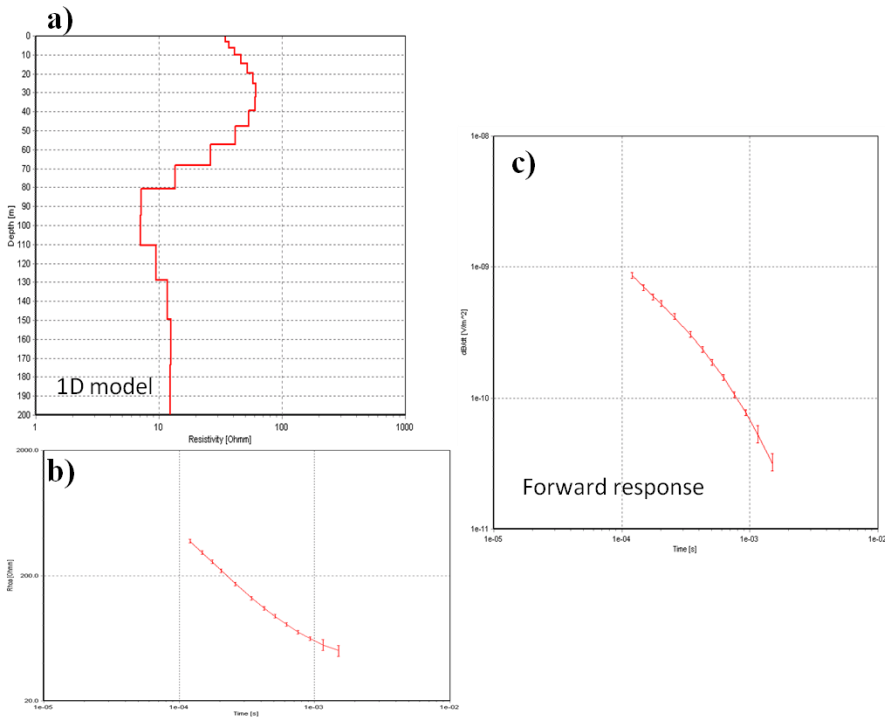 a)
0
10
20
30
40
50
60
70
80
90
100
110
120
130
140
150
160
170
180
190
200
Depth [m]
1D model
1
10
100
1000
Resistivity [Ohmm]
b)
2000.0
200.0
20.0
1e-05
1e-04
1e-03
1e-02
Time [s]
c)
1e-08
1e-09
1e-10
1e-11
dB/dt [V/m^2]
Forward response
1e-05
1e-04
1e-03
1e-02
Time [s]